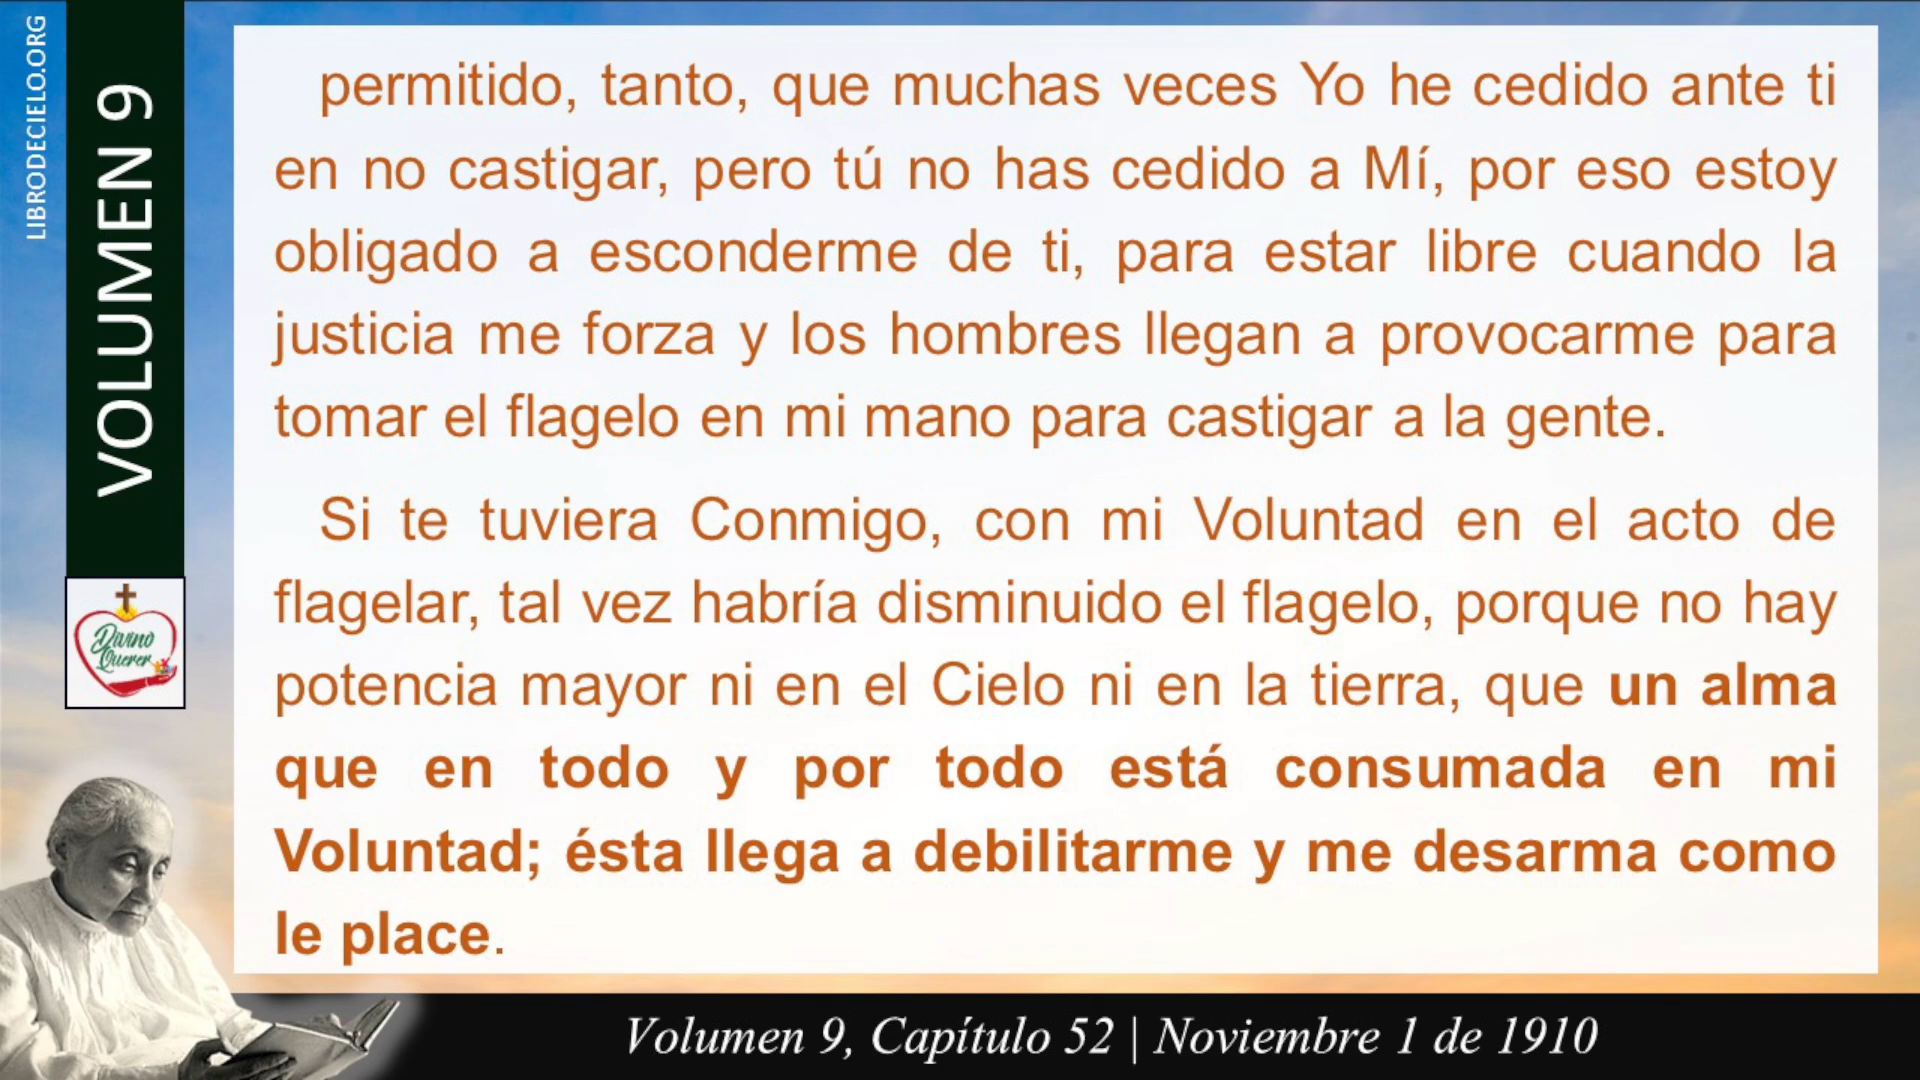 LIBRODECIELO.ORG
VOLUMEN 9
Divino
Querer
permitido, tanto, que muchas veces Yo he cedido ante ti
en no castigar, pero tú no has cedido a Mí, por eso estoy
obligado a esconderme de ti, para estar libre cuando la
justicia me forza y los hombres llegan a provocarme para
tomar el flagelo en mi mano para castigar a la gente.
Si te tuviera Conmigo, con mi Voluntad en el acto de
flagelar, tal vez habría disminuido el flagelo, porque no hay
potencia mayor ni en el Cielo ni en la tierra, que un alma
que en todo y por todo está consumada en mi
Voluntad; ésta llega a debilitarme y me desarma como
le place.
Volumen 9, Capítulo 52 | Noviembre 1 de 1910